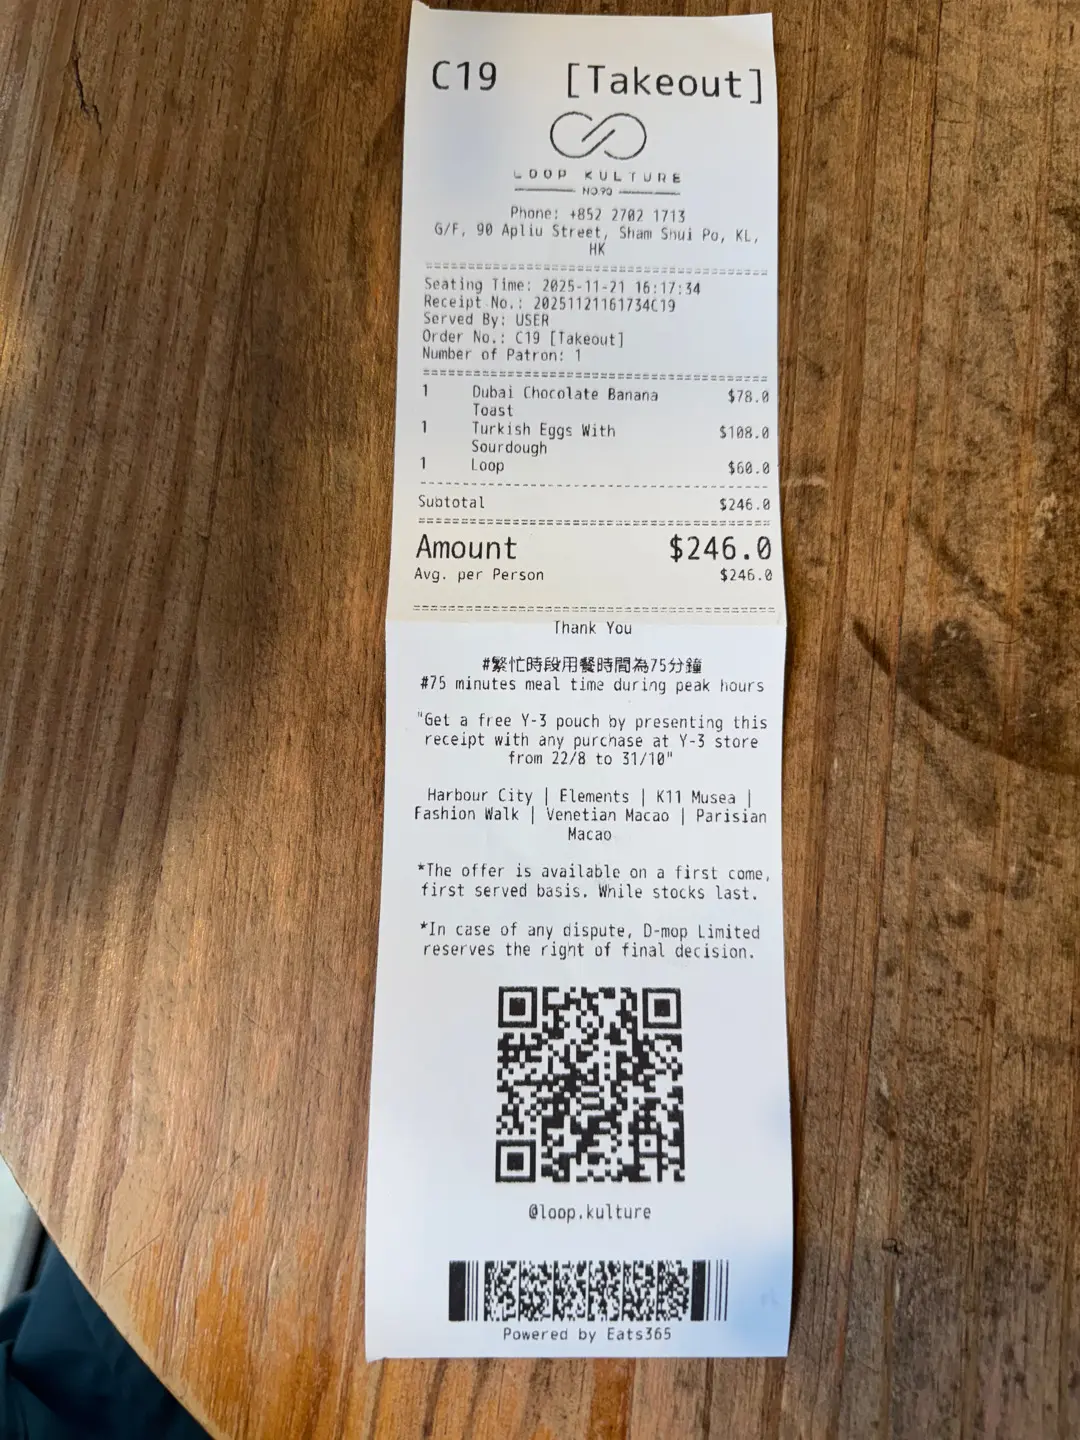 C19 [Takeout]
LOOP KULTURE
NO.90
Phone: +852 2702 1713
G/F, 90 Apliu Street, Sham Shui Po, KL,
HK
Seating Time: 2025-11-21 16:17:34
Receipt No.: 20251121161734C19
Served By: USER
Order No.: C19 [Takeout]
Number of Patron: 1
1 Dubai Chocolate Banana $78.0
Toast
1 Turkish Eggs With $108.0
Sourdough
1 Loop $60.0
Subtotal $246.0
Amount $246.0
Avg. per Person $246.0
Thank You
#繁忙時段用餐時間為75分鐘
#75 minutes meal time during peak hours
"Get a free Y-3 pouch by presenting this
receipt with any purchase at Y-3 store
from 22/8 to 31/10"
Harbour City | Elements | K11 Musea |
Fashion Walk | Venetian Macao | Parisian
Macao
*The offer is available on a first come,
first served basis. While stocks last.
*In case of any dispute, D-mop Limited
reserves the right of final decision.
@loop.kulture
Powered by Eats365